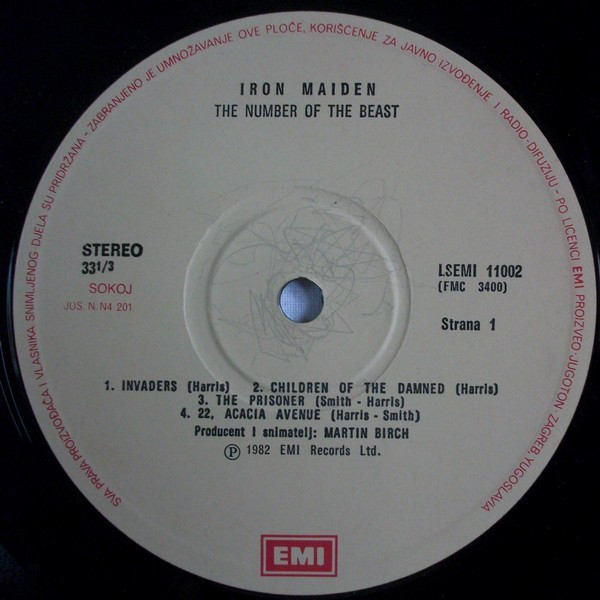 SVA PRAVA PROIZVOĐAČA I VLASNIKA SNIMLJENOG DJELA SU PRIDRŽANA - ZABRANJENO JE UMNOŽAVANJE OVE PLOČE, KORIŠĆENJE ZA JAVNO IZVOĐENJE I RADIO-DIFUZIJU - PO LICENCI EMI PROIZVEO-JUGOTON-ZAGREB, YUGOSLAVIA
IRON MAIDEN
THE NUMBER OF THE BEAST
STEREO
33 1/3
SOKOJ
JUS. N. N4 201
LSEMI 11002
(FMC 3400)
Strana 1
1. INVADERS (Harris) 2. CHILDREN OF THE DAMNED (Harris)
3. THE PRISONER (Smith - Harris)
4. 22, ACACIA AVENUE (Harris - Smith)
Producent i snimatelj: MARTIN BIRCH
Ⓟ 1982 EMI Records Ltd.
EMI